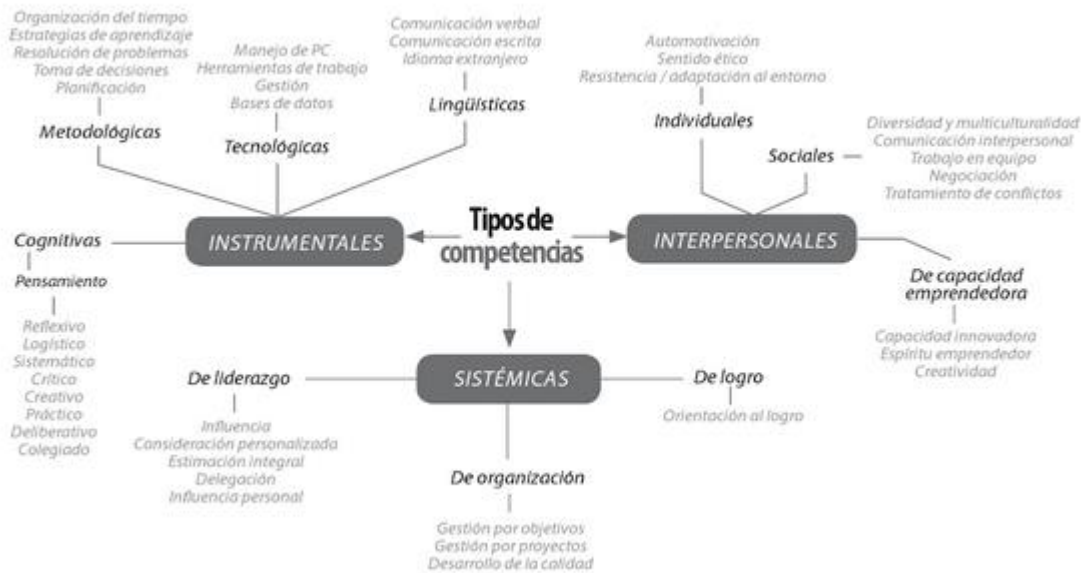 Organización del tiempo
Estrategias de aprendizaje
Resolución de problemas
Toma de decisiones
Planificación
Metodológicas
Manejo de PC
Herramientas de trabajo
Gestión
Bases de datos
Tecnológicas
Comunicación verbal
Comunicación escrita
Idioma extranjero
Lingüísticas
Automotivación
Sentido ético
Resistencia / adaptación al entorno
Individuales
Sociales
Diversidad y multiculturalidad
Comunicación interpersonal
Trabajo en equipo
Negociación
Tratamiento de conflictos
Cognitivas
Pensamiento
Reflexivo
Logístico
Sistemático
Crítico
Creativo
Práctico
Deliberativo
Colegiado
INSTRUMENTALES
Tipos de
competencias
INTERPERSONALES
De capacidad
emprendedora
Capacidad innovadora
Espíritu emprendedor
Creatividad
SISTÉMICAS
De liderazgo
Influencia
Consideración personalizada
Estimación integral
Delegación
Influencia personal
De organización
Gestión por objetivos
Gestión por proyectos
Desarrollo de la calidad
De logro
Orientación al logro